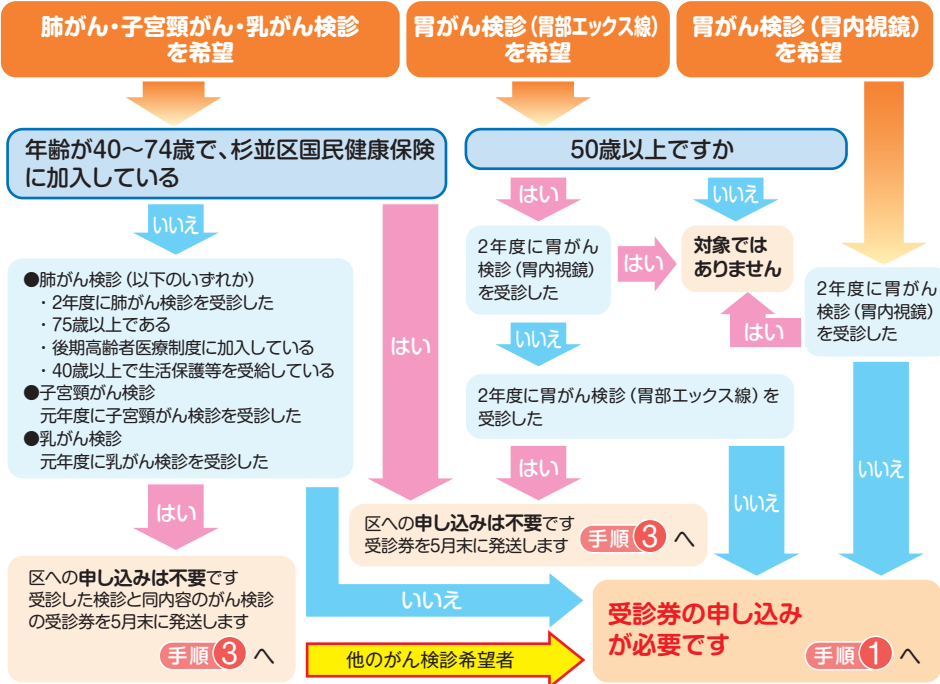 肺がん・子宮頸がん・乳がん検診
を希望
胃がん検診（胃部エックス線）
を希望
胃がん検診（胃内視鏡）
を希望
年齢が40～74歳で、杉並区国民健康保険
に加入している
50歳以上ですか
いいえ
はい
はい
いいえ
●肺がん検診（以下のいずれか）
・2年度に肺がん検診を受診した
・75歳以上である
・後期高齢者医療制度に加入している
・40歳以上で生活保護等を受給している
●子宮頸がん検診
元年度に子宮頸がん検診を受診した
●乳がん検診
元年度に乳がん検診を受診した
2年度に胃がん
検診（胃内視鏡）
を受診した
はい
対象では
ありません
はい
2年度に胃がん
検診（胃内視鏡）
を受診した
いいえ
2年度に胃がん検診（胃部エックス線）を
受診した
はい
いいえ
いいえ
はい
区への申し込みは不要です
受診券を5月末に発送します
手順3へ
区への申し込みは不要です
受診した検診と同内容のがん検診
の受診券を5月末に発送します
手順3へ
いいえ
他のがん検診希望者
受診券の申し込み
が必要です
手順1へ